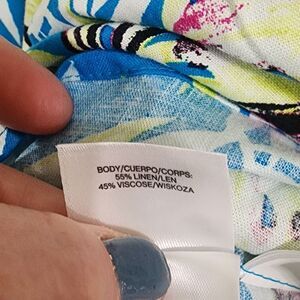 BODY/CUERPO/CORPS:
55% LINEN/LEN
45% VISCOSE/WISKOZA